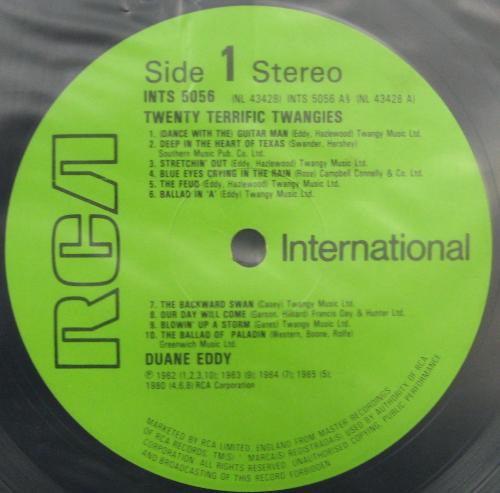 Side 1 Stereo
INTS 5056 (NL 43428) INTS 5056 A§ (NL 43428 A)
TWENTY TERRIFIC TWANGIES
1. (DANCE WITH THE) GUITAR MAN (Eddy, Hazlewood) Twangy Music Ltd.
2. DEEP IN THE HEART OF TEXAS (Swander, Hershey)
Southern Music Pub. Co. Ltd.
3. STRETCHIN' OUT (Eddy, Hazlewood) Twangy Music Ltd.
4. BLUE EYES CRYING IN THE RAIN (Rose) Campbell Connelly & Co. Ltd.
5. THE FEUD (Eddy, Hazlewood) Twangy Music Ltd.
6. BALLAD IN 'A' (Eddy) Twangy Music Ltd.
RCA International
7. THE BACKWARD SWAN (Casey) Twangy Music Ltd.
8. OUR DAY WILL COME (Garson, Hilliard) Francis Day & Hunter Ltd.
9. BLOWIN' UP A STORM (Gates) Twangy Music Ltd.
10. THE BALLAD OF PALADIN (Western, Boone, Rolfe)
Greenwich Music Ltd.
DUANE EDDY
℗ 1962 (1,2,3,10); 1963 (9); 1964 (7); 1965 (5);
1980 (4,6,8) RCA Corporation
MARKETED BY RCA LIMITED, ENGLAND FROM MASTER RECORDINGS
OF RCA RECORDS. TM(S) ® MARCA(S) REGISTRADA(S) USED BY AUTHORITY OF RCA
CORPORATION. ALL RIGHTS RESERVED. UNAUTHORISED COPYING, PUBLIC PERFORMANCE
AND BROADCASTING OF THIS RECORD FORBIDDEN